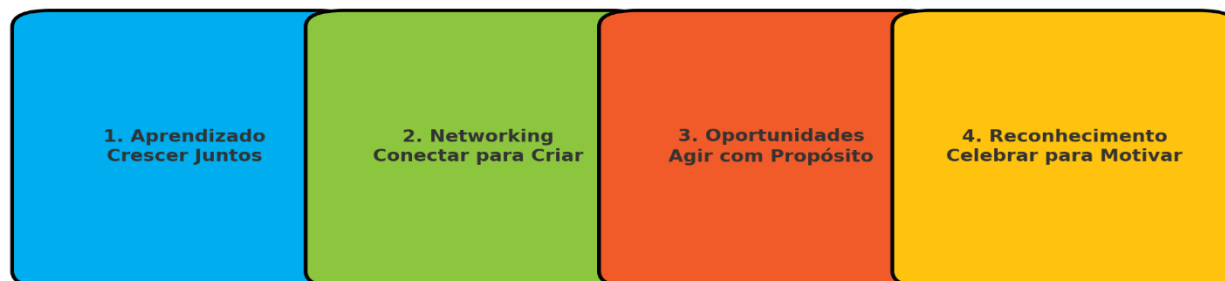 1. Aprendizado
Crescer Juntos
2. Networking
Conectar para Criar
3. Oportunidades
Agir com Propósito
4. Reconhecimento
Celebrar para Motivar